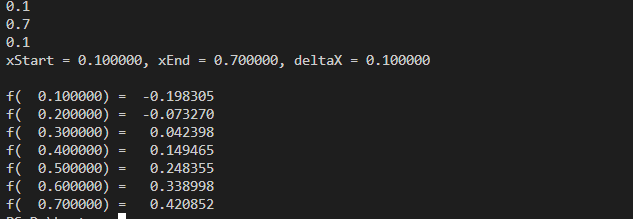 0.1
0.7
0.1
xStart = 0.100000, xEnd = 0.700000, deltaX = 0.100000
f(  0.100000) =  -0.198305
f(  0.200000) =  -0.073270
f(  0.300000) =   0.042398
f(  0.400000) =   0.149465
f(  0.500000) =   0.248355
f(  0.600000) =   0.338998
f(  0.700000) =   0.420852